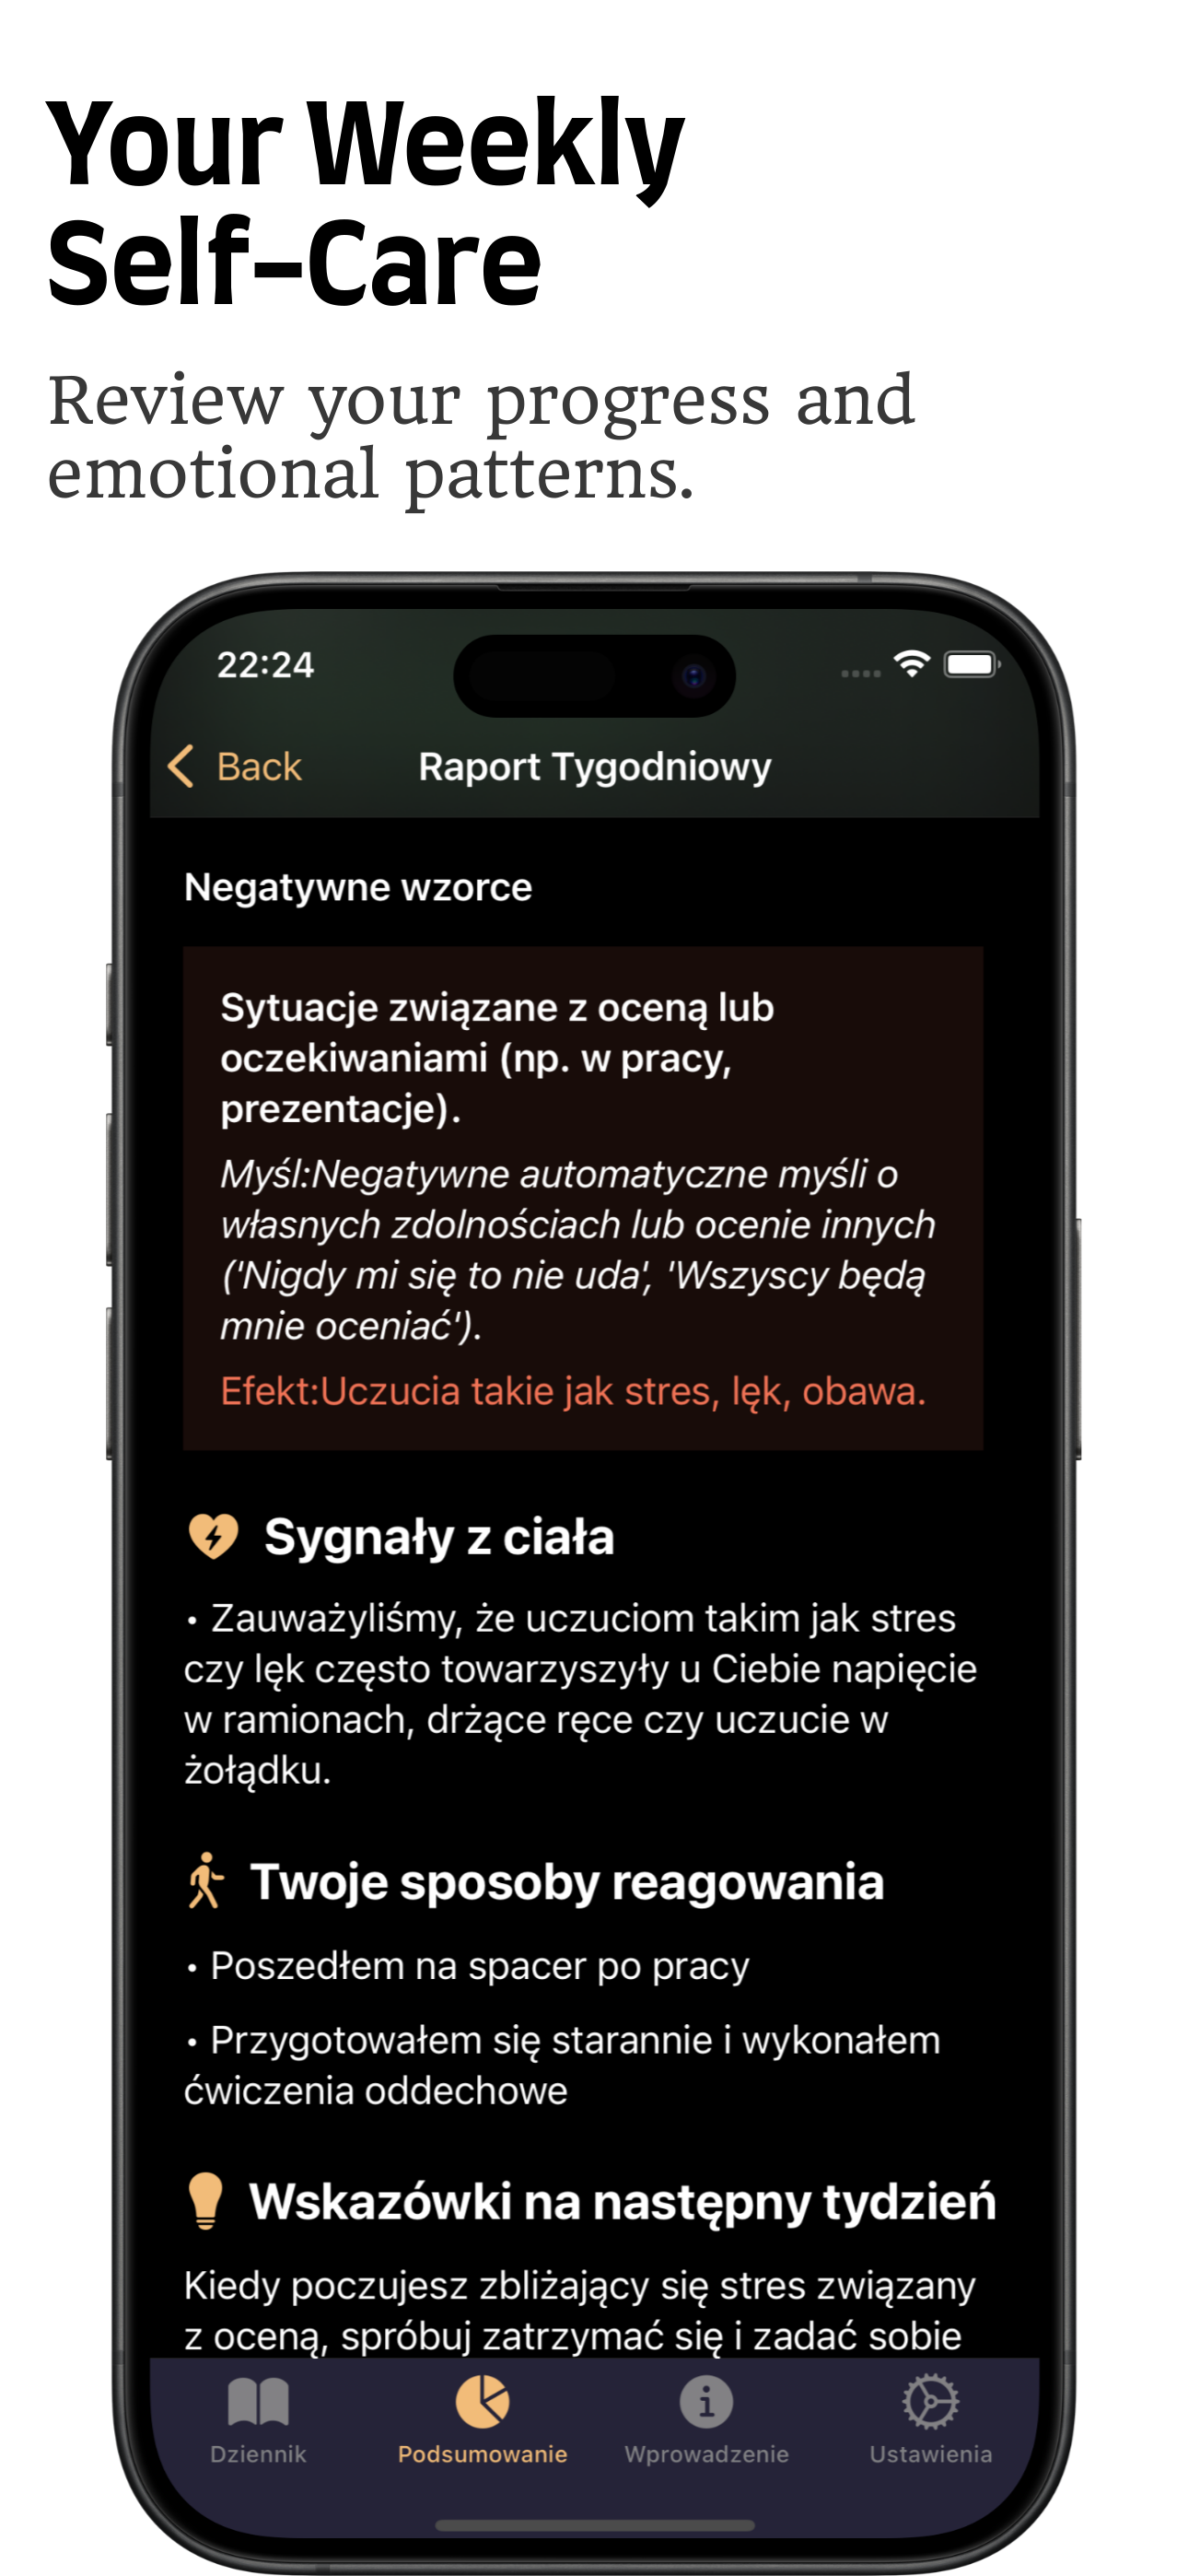 Your Weekly
Self-Care
Review your progress and
emotional patterns.
22:24
Back
Raport Tygodniowy
Negatywne wzorce
Sytuacje związane z oceną lub
oczekiwaniami (np. w pracy,
prezentacje).
Myśl:Negatywne automatyczne myśli o
własnych zdolnościach lub ocenie innych
('Nigdy mi się to nie uda', 'Wszyscy będą
mnie oceniać').
Efekt:Uczucia takie jak stres, lęk, obawa.
Sygnały z ciała
• Zauważyliśmy, że uczuciom takim jak stres
czy lęk często towarzyszyły u Ciebie napięcie
w ramionach, drżące ręce czy uczucie w
żołądku.
Twoje sposoby reagowania
• Poszedłem na spacer po pracy
• Przygotowałem się starannie i wykonałem
ćwiczenia oddechowe
Wskazówki na następny tydzień
Kiedy poczujesz zbliżający się stres związany
z oceną, spróbuj zatrzymać się i zadać sobie
Dziennik
Podsumowanie
Wprowadzenie
Ustawienia